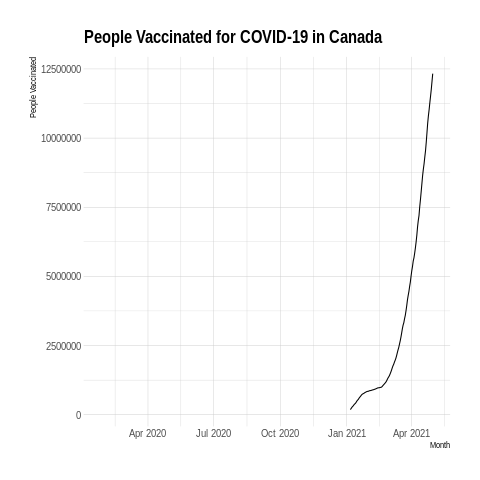 People Vaccinated for COVID-19 in Canada
People Vaccinated
12500000
10000000
7500000
5000000
2500000
0
Apr 2020 Jul 2020 Oct 2020 Jan 2021 Apr 2021
Month